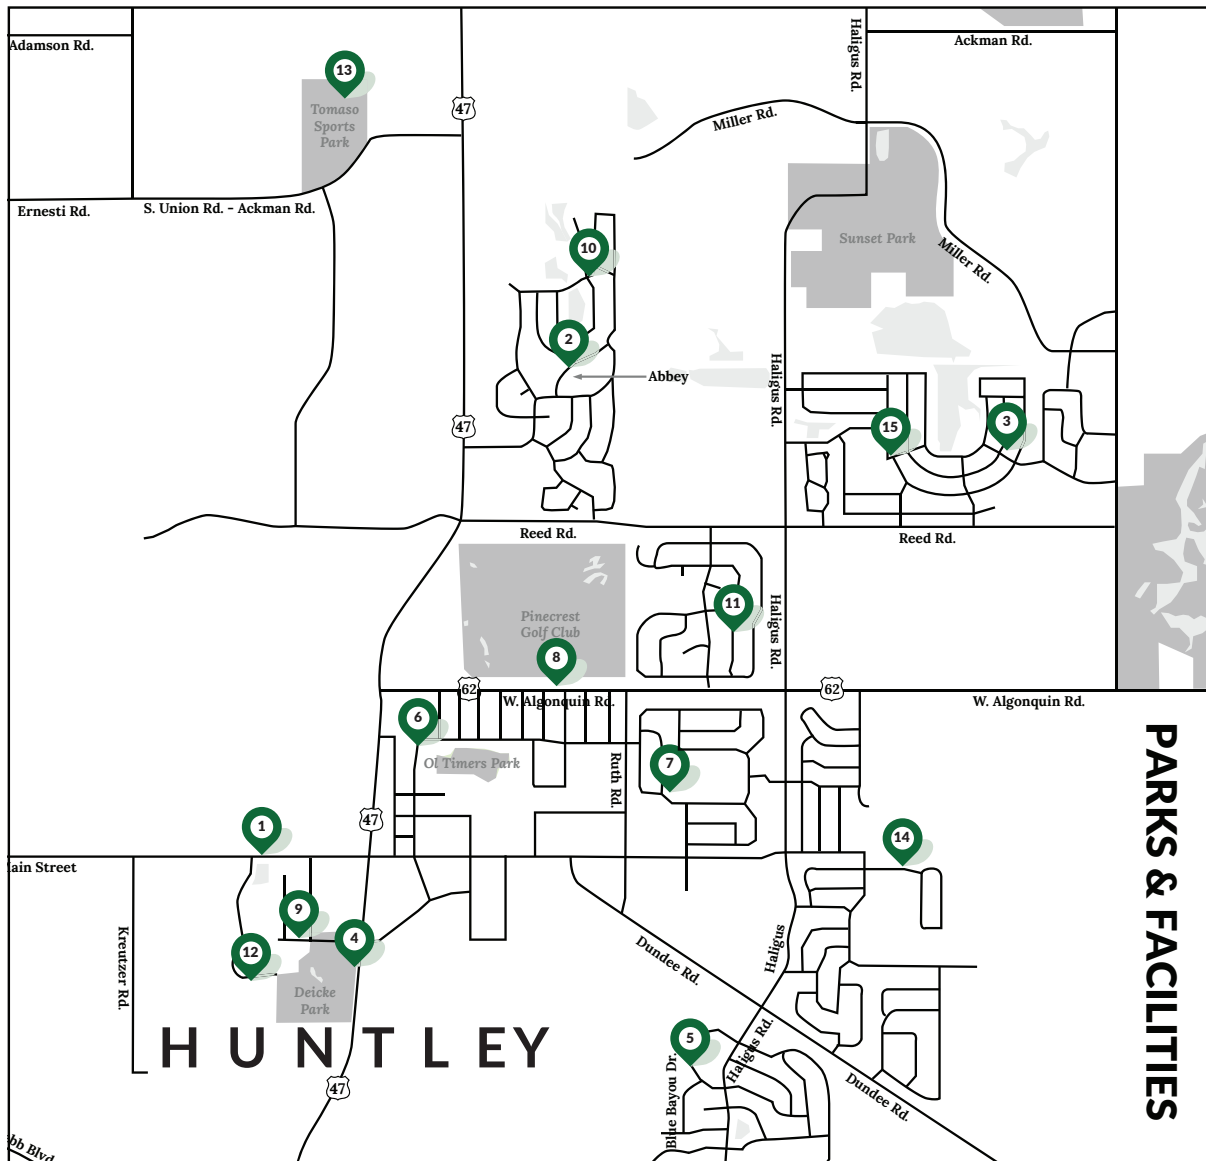 Adamson Rd.
Haligus Rd.
Ackman Rd.
13
Tomaso
Sports
Park
47
Miller Rd.
Ernesti Rd.
S. Union Rd. - Ackman Rd.
10
Sunset Park
Miller Rd.
2
Abbey
Haligus Rd.
47
15
3
Reed Rd.
Reed Rd.
Pinecrest
Golf Club
11
Haligus Rd.
8
62
62
W. Algonquin Rd.
W. Algonquin Rd.
6
Ol Timers Park
Ruth Rd.
7
PARKS & FACILITIES
1
47
14
ain Street
9
4
12
Kreutzer Rd.
Deicke
Park
Dundee Rd.
Haligus
HUNTLEY
5
Haligus Rd.
Blue Bayou Dr.
47
Dundee Rd.
bb Blvd